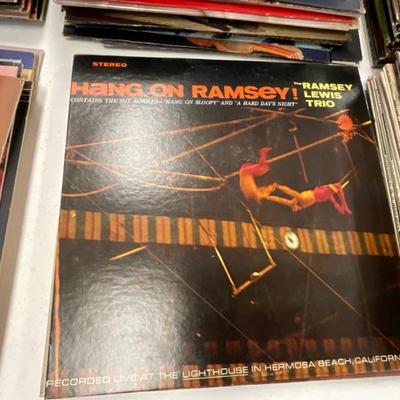 STEREO
Hang On Ramsey!
THE RAMSEY
LEWIS
TRIO
(CONTAINS THE HIT SINGLES—"HANG ON SLOOPY" AND "A HARD DAY'S NIGHT"
RECORDED LIVE AT THE LIGHTHOUSE IN HERMOSA BEACH, CALIFORN